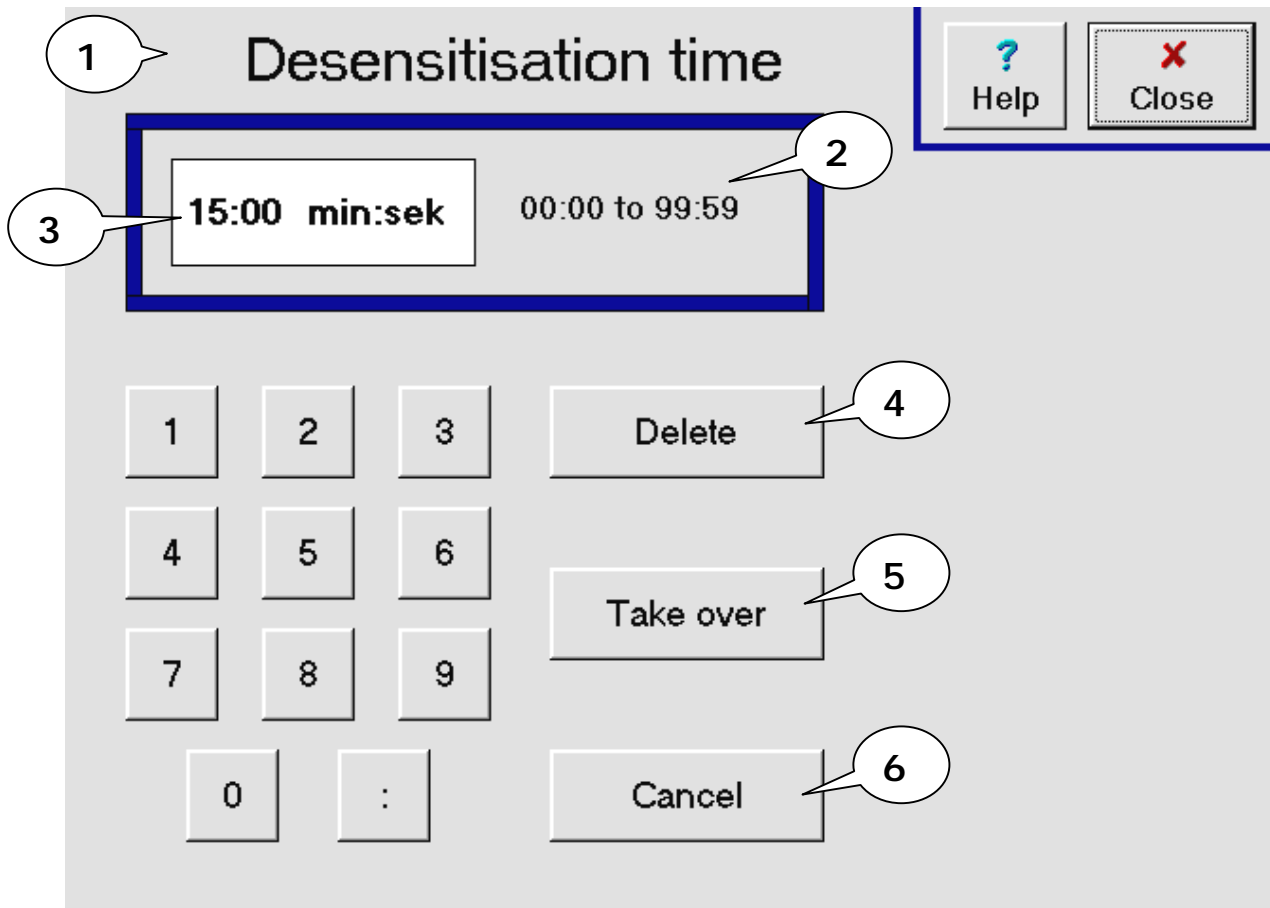 1
Desensitisation time
?
Help
Close
2
3
15:00 min:sek
00:00 to 99:59
1 2 3
Delete
4
4 5 6
Take over
5
7 8 9
0 :
Cancel
6